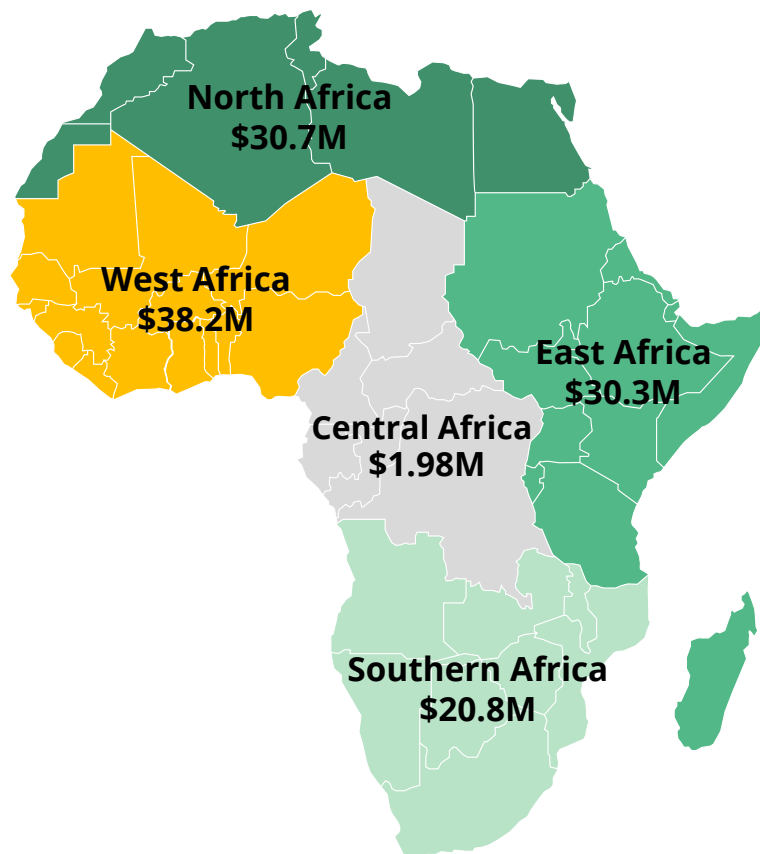 North Africa
$30.7M
West Africa
$38.2M
East Africa
$30.3M
Central Africa
$1.98M
Southern Africa
$20.8M